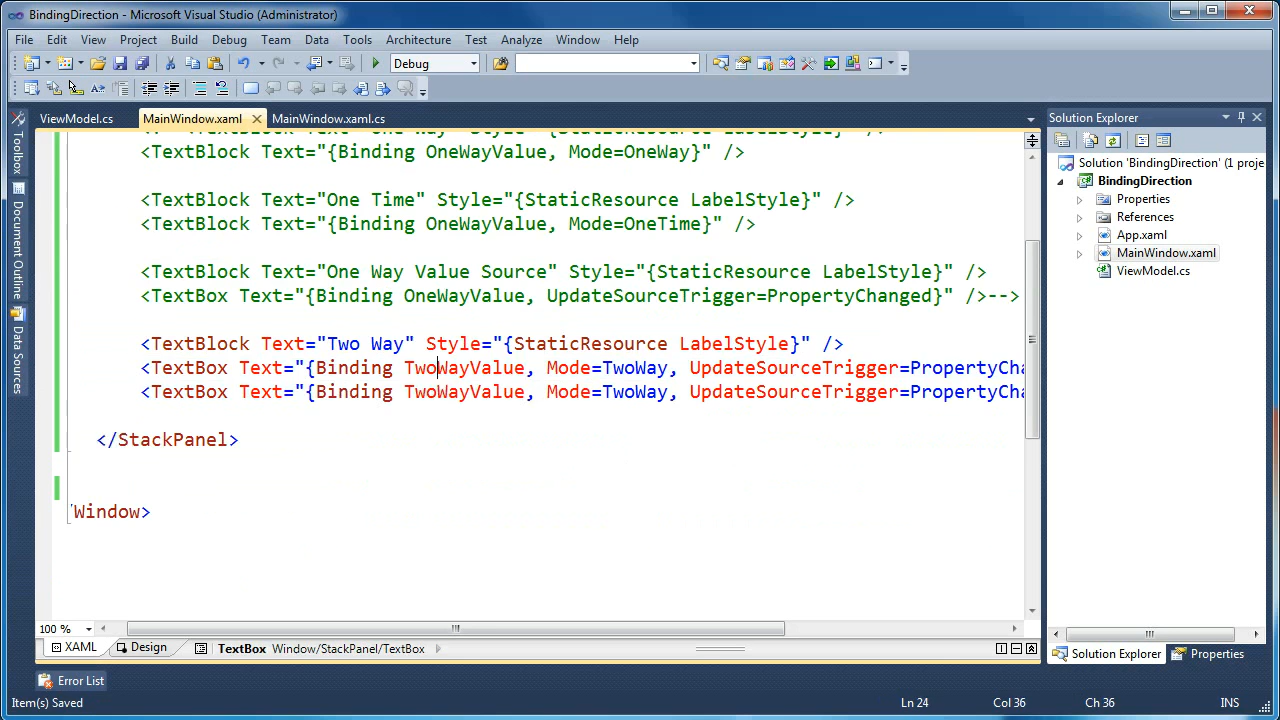 BindingDirection - Microsoft Visual Studio (Administrator)
File Edit View Project Build Debug Team Data Tools Architecture Test Analyze Window Help
Debug
ViewModel.cs MainWindow.xaml MainWindow.xaml.cs
Solution Explorer
<TextBlock Text="{Binding OneWayValue, Mode=OneWay}" />
<TextBlock Text="One Time" Style="{StaticResource LabelStyle}" />
<TextBlock Text="{Binding OneWayValue, Mode=OneTime}" />
<TextBlock Text="One Way Value Source" Style="{StaticResource LabelStyle}" />
<TextBox Text="{Binding OneWayValue, UpdateSourceTrigger=PropertyChanged}" />-->
<TextBlock Text="Two Way" Style="{StaticResource LabelStyle}" />
<TextBox Text="{Binding TwoWayValue, Mode=TwoWay, UpdateSourceTrigger=PropertyCha
<TextBox Text="{Binding TwoWayValue, Mode=TwoWay, UpdateSourceTrigger=PropertyCha
</StackPanel>
Window>
Toolbox
Document Outline
Data Sources
Solution 'BindingDirection' (1 proje
BindingDirection
Properties
References
App.xaml
MainWindow.xaml
ViewModel.cs
100 %
XAML Design TextBox Window/StackPanel/TextBox
Solution Explorer Properties
Error List
Item(s) Saved Ln 24 Col 36 Ch 36 INS